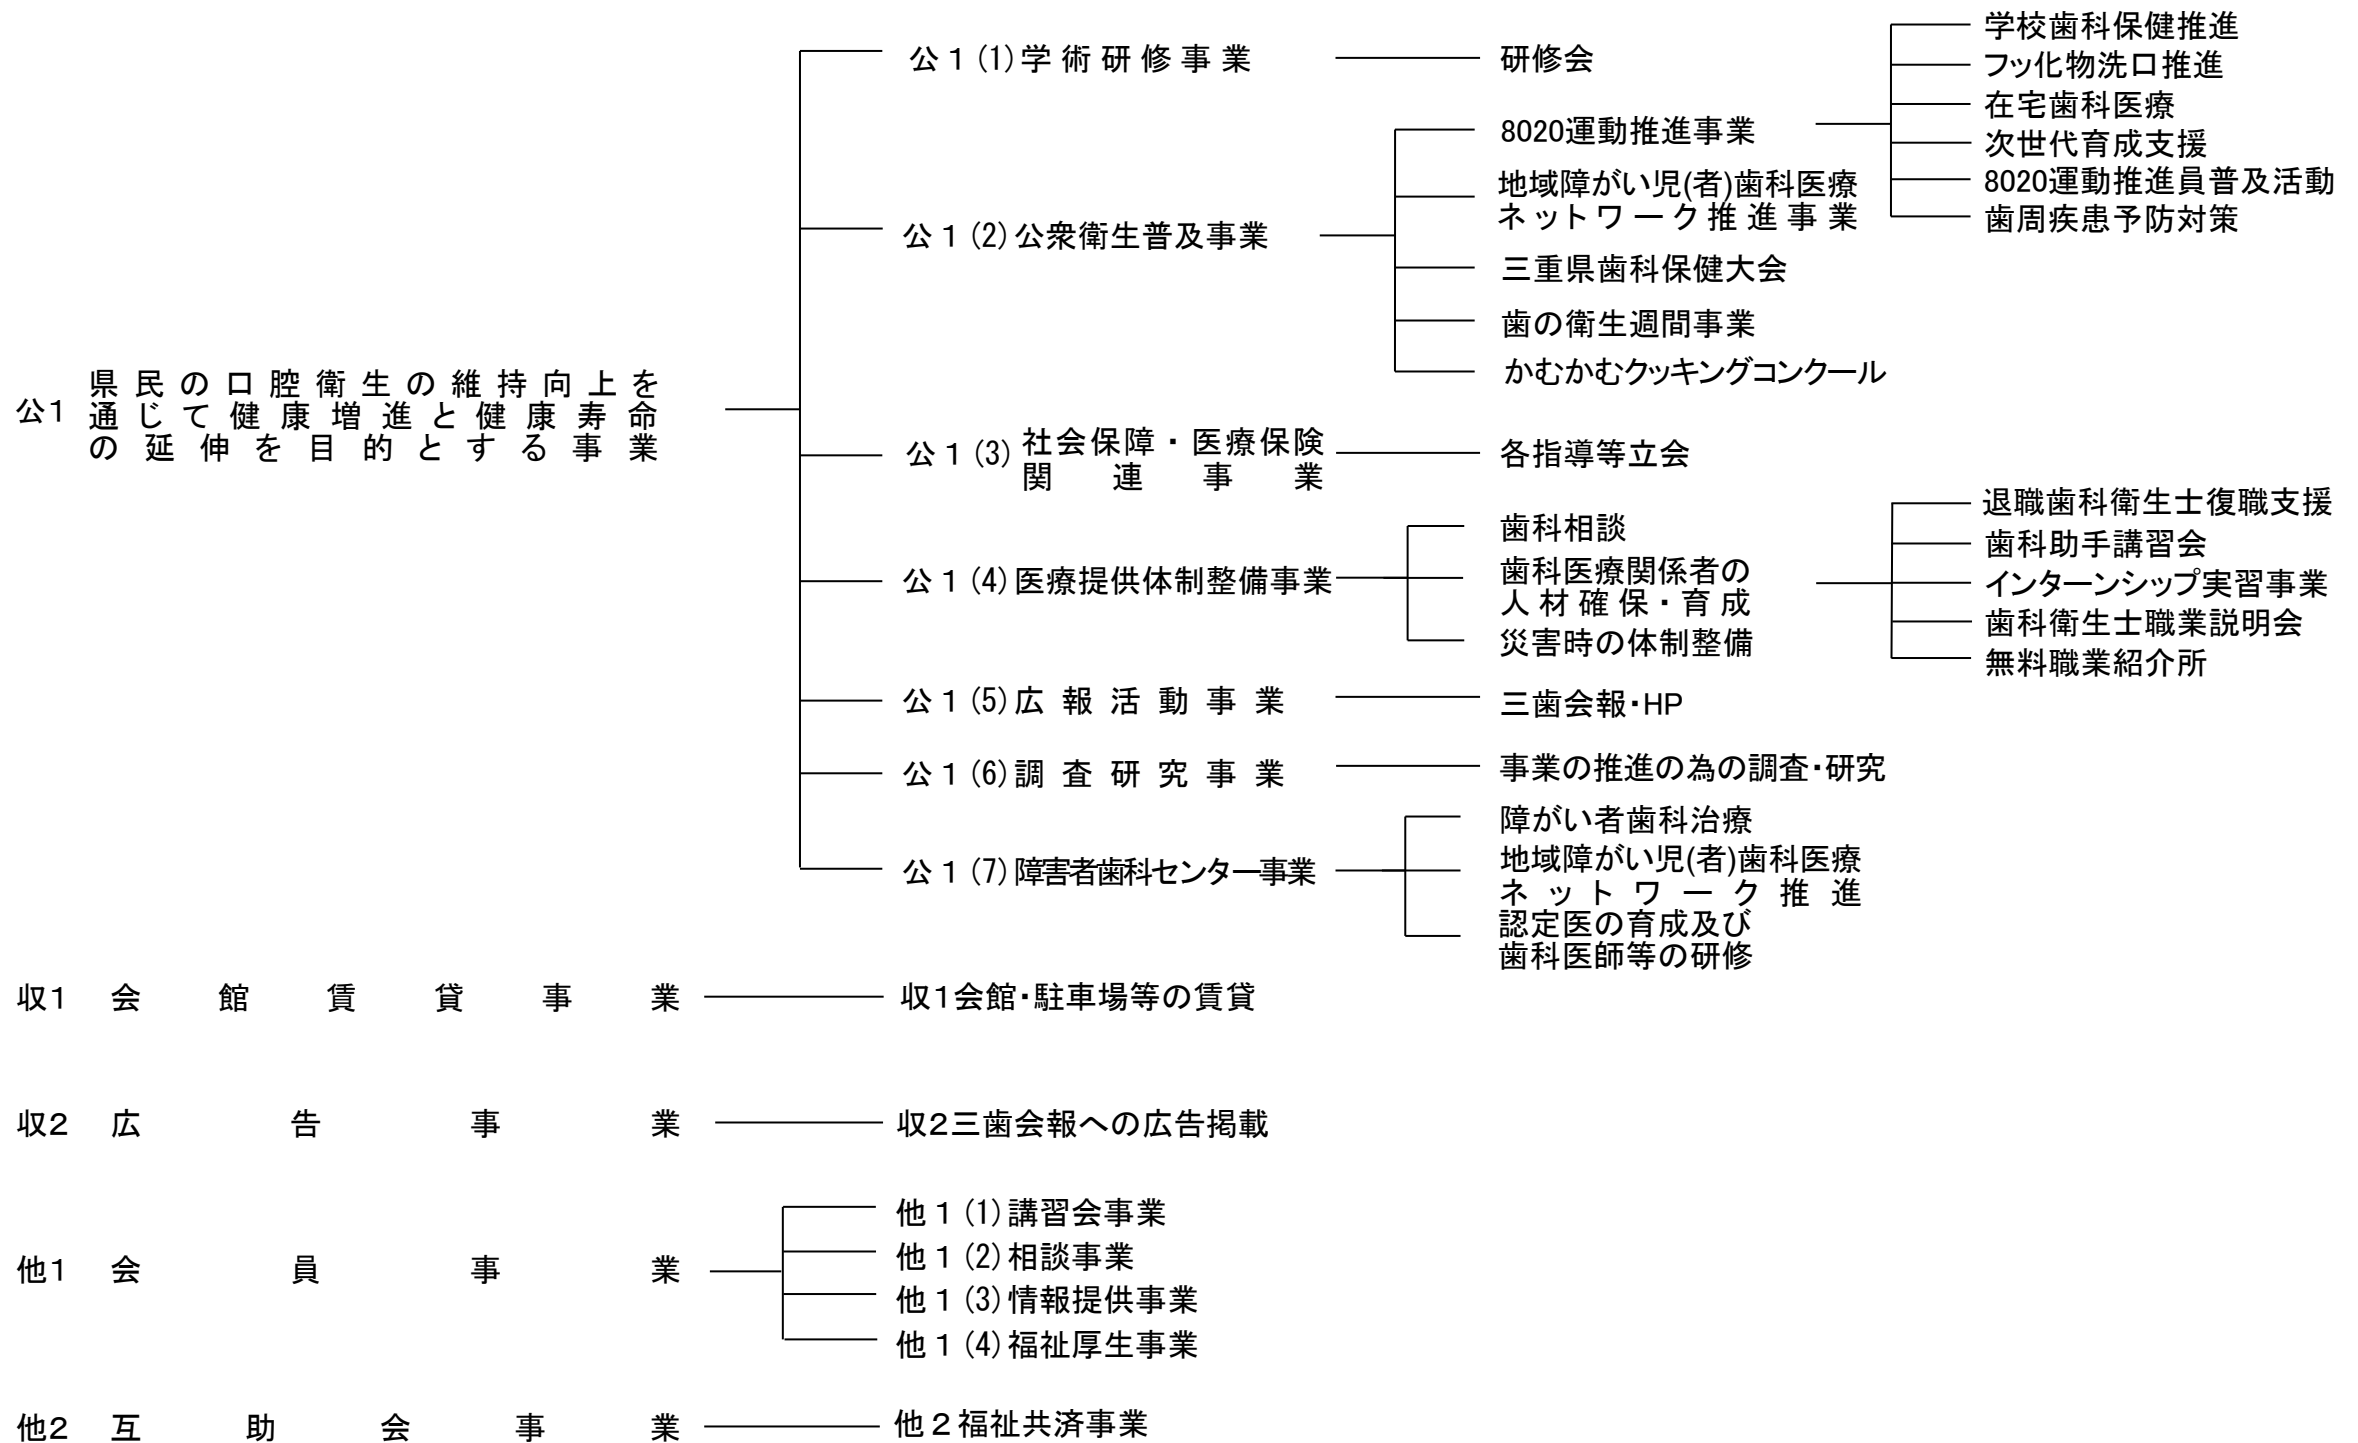 公1
県民の口腔衛生の維持向上を
通じて健康増進と健康寿命
の延伸を目的とする事業
公１(1)学術研修事業
研修会
公１(2)公衆衛生普及事業
8020運動推進事業
学校歯科保健推進
フッ化物洗口推進
在宅歯科医療
次世代育成支援
8020運動推進員普及活動
歯周疾患予防対策
地域障がい児(者)歯科医療
ネットワーク推進事業
三重県歯科保健大会
歯の衛生週間事業
かむかむクッキングコンクール
公１(3)
社会保障・医療保険
関連事業
各指導等立会
公１(4)医療提供体制整備事業
歯科相談
歯科医療関係者の
人材確保・育成
退職歯科衛生士復職支援
歯科助手講習会
インターンシップ実習事業
歯科衛生士職業説明会
無料職業紹介所
災害時の体制整備
公１(5)広報活動事業
三歯会報・HP
公１(6)調査研究事業
事業の推進の為の調査・研究
公１(7)障害者歯科センター事業
障がい者歯科治療
地域障がい児(者)歯科医療
ネットワーク推進
認定医の育成及び
歯科医師等の研修
収1 会館賃貸事業
収１会館・駐車場等の賃貸
収2 広告事業
収2三歯会報への広告掲載
他1 会員事業
他１(1)講習会事業
他１(2)相談事業
他１(3)情報提供事業
他１(4)福祉厚生事業
他2 互助会事業
他２福祉共済事業